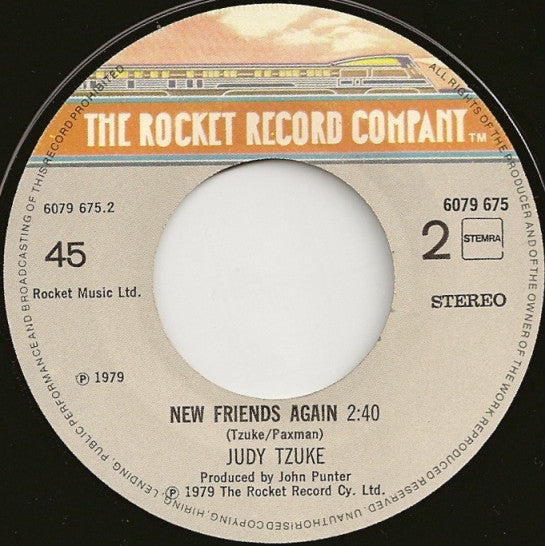 THE ROCKET RECORD COMPANY TM
6079 675.2
6079 675
45
2
STEMRA
Rocket Music Ltd.
STEREO
℗ 1979
NEW FRIENDS AGAIN 2:40
(Tzuke/Paxman)
JUDY TZUKE
Produced by John Punter
℗ 1979 The Rocket Record Cy. Ltd.
ALL RIGHTS OF THE PRODUCER AND OF THE OWNER OF THE WORK REPRODUCED RESERVED. UNAUTHORISED COPYING, HIRING, LENDING, PUBLIC PERFORMANCE AND BROADCASTING OF THIS RECORD PROHIBITED